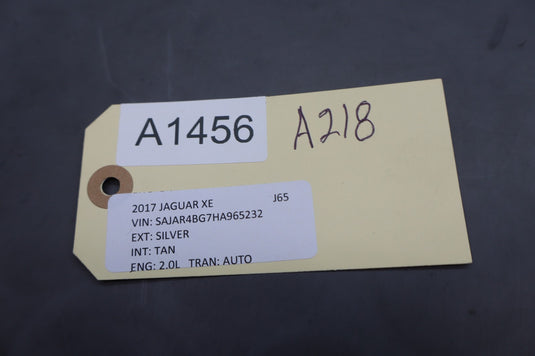 A1456
A218
2017 JAGUAR XE J65
VIN: SAJAR4BG7HA965232
EXT: SILVER
INT: TAN
ENG: 2.0L TRAN: AUTO